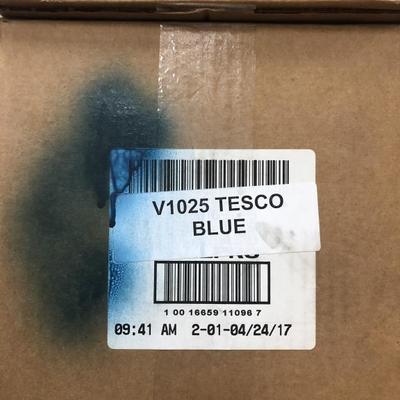 V1025 TESCO
BLUE
1 00 16659 11096 7
09:41 AM 2-01-04/24/17